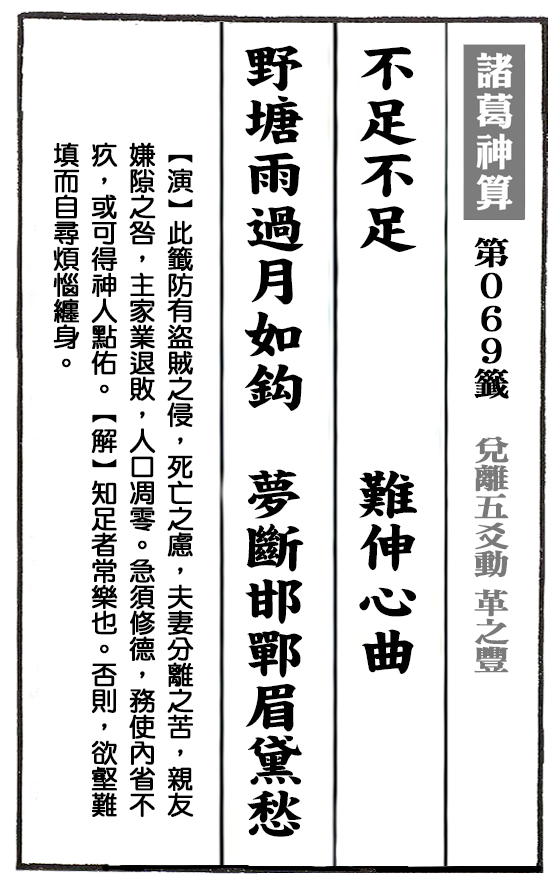 諸葛神算 第069籤 兌離五爻動 革之豐
不足不足 難伸心曲
野塘雨過月如鈎 夢斷邯鄲眉黛愁
【演】此籤防有盜賊之侵，死亡之慮，夫妻分離之苦，親友
嫌隙之咎，主家業退敗，人口凋零。急須修德，務使內省不
疚，或可得神人點佑。【解】知足者常樂也。否則，欲壑難
填而自尋煩惱纏身。